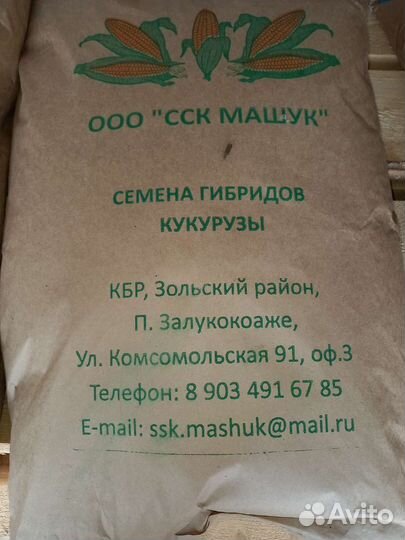 ООО "ССК МАШУК"
СЕМЕНА ГИБРИДОВ
КУКУРУЗЫ
КБР, Зольский район,
П. Залукокоаже,
Ул. Комсомольская 91, оф.3
Телефон: 8 903 491 67 85
E-mail: ssk.mashuk@mail.ru
Avito